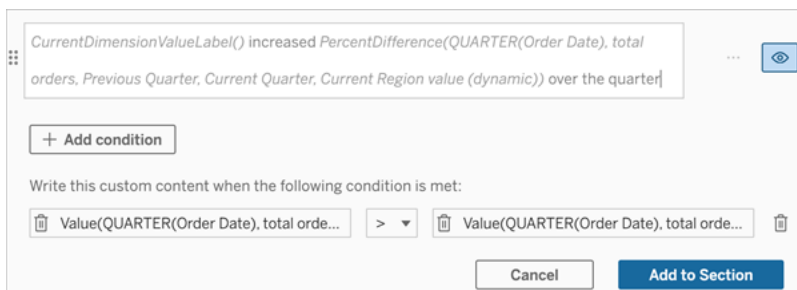 CurrentDimensionValueLabel() increased PercentDifference(QUARTER(Order Date), total
orders, Previous Quarter, Current Quarter, Current Region value (dynamic)) over the quarter
+ Add condition
Write this custom content when the following condition is met:
Value(QUARTER(Order Date), total orde... > Value(QUARTER(Order Date), total orde...
Cancel Add to Section